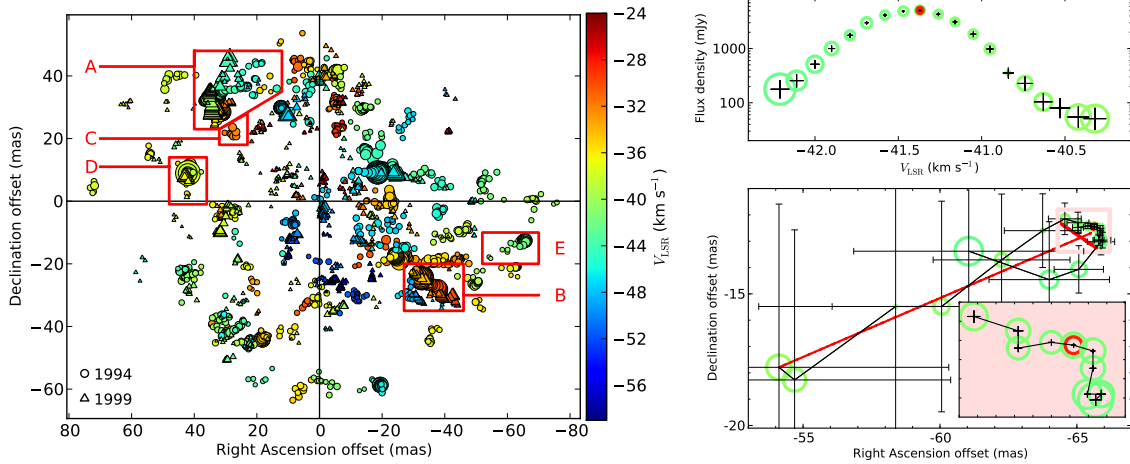 Declination offset (mas)
60
40
20
0
−20
−40
−60
80 60 40 20 0 −20 −40 −60 −80
Right Ascension offset (mas)
A
C
D
E
B
1994
1999
−24
−28
−32
−36
−40
−44
−48
−52
−56
V_LSR (km s⁻¹)
Flux density (mJy)
1000
100
−42.0 −41.5 −41.0 −40.5
V_LSR (km s⁻¹)
Declination offset (mas)
−15
−20
−55 −60 −65
Right Ascension offset (mas)